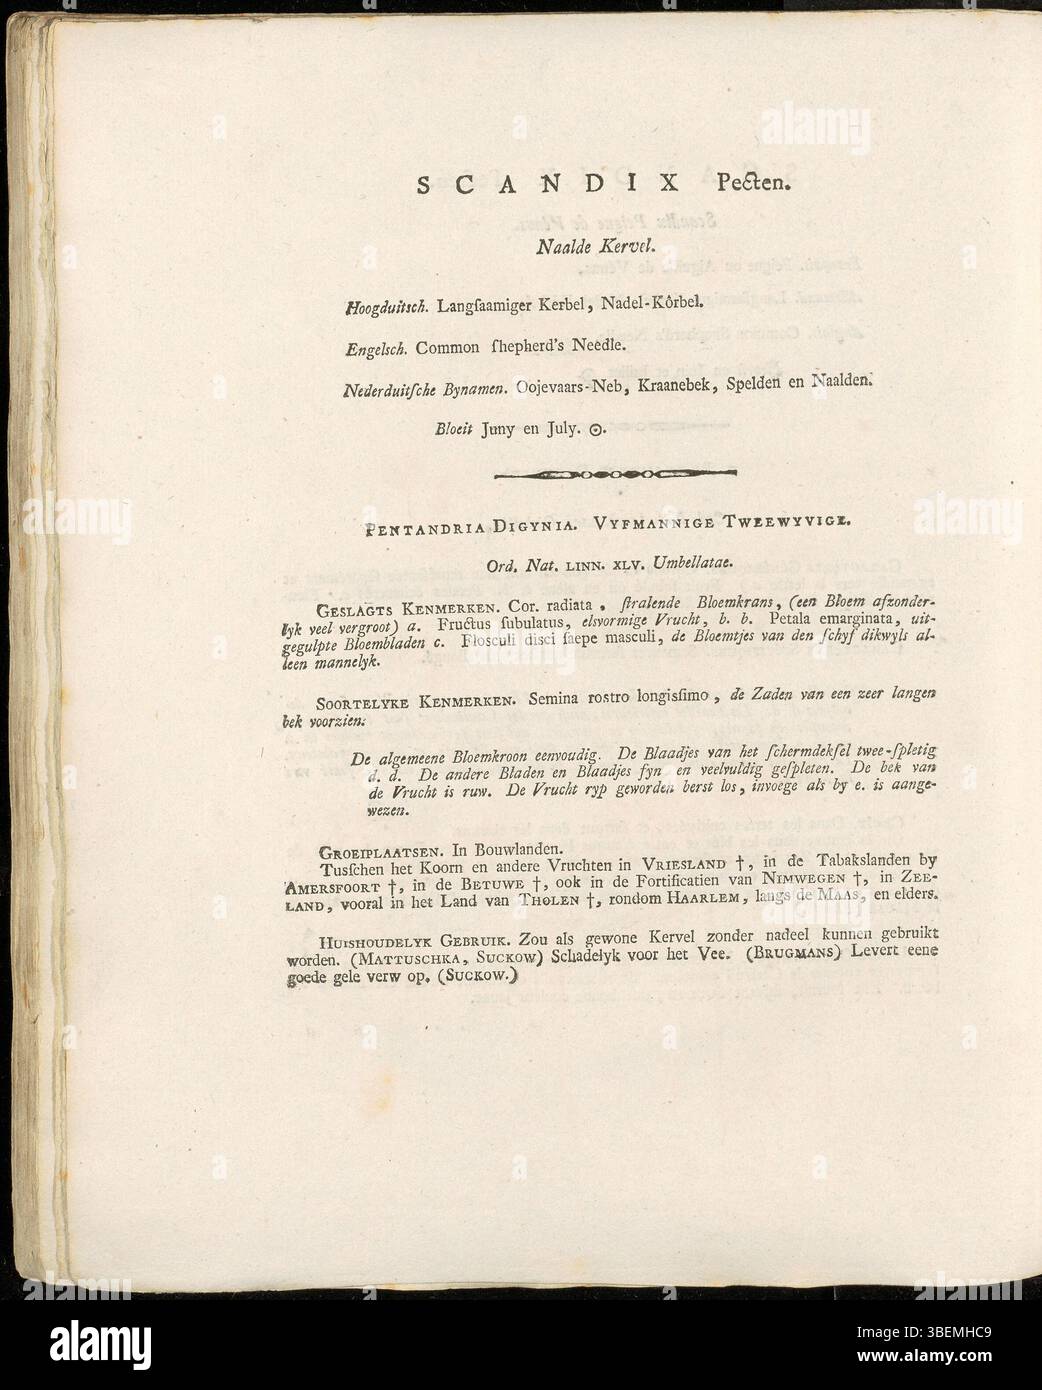 SCANDIX Pecten.
Naalde Kervel.
Hoogduitsch. Langſaamiger Kerbel, Nadel-Kôrbel.
Engelsch. Common ſhepherd's Needle.
Nederduitſche Bynamen. Oojevaars-Neb, Kraanebek, Spelden en Naalden.
Bloeit Juny en July. ☉.
PENTANDRIA DIGYNIA. VYFMANNIGE TWEEWYVIGE.
Ord. Nat. LINN. XLV. Umbellatae.
GESLAGTS KENMERKEN. Cor. radiata, ſtralende Bloemkrans, (een Bloem afzonder-
lyk veel vergroot) a. Fructus ſubulatus, elsvormige Vrucht, b. b. Petala emarginata, uit-
gegulpte Bloembladen c. Floſculi disci ſaepe masculi, de Bloemtjes van den ſchyf dikwyls al-
leen mannelyk.
SOORTELYKE KENMERKEN. Semina rostro longisſimo, de Zaden van een zeer langen
bek voorzien:
De algemeene Bloemkroon eenvoudig. De Blaadjes van het ſchermdekſel twee-ſpletig
d. d. De andere Bladen en Blaadjes fyn en veelvuldig geſpleten. De bek van
de Vrucht is ruw. De Vrucht ryp geworden berst los, invoege als by e. is aange-
wezen.
GROEIPLAATSEN. In Bouwlanden.
Tusſchen het Koorn en andere Vruchten in VRIESLAND †, in de Tabakslanden by
AMERSFOORT †, in de BETUWE †, ook in de Fortificatien van NIMWEGEN †, in ZEE-
LAND, vooral in het Land van THOLEN †, rondom HAARLEM, langs de MAAS, en elders.
HUISHOUDELYK GEBRUIK. Zou als gewone Kervel zonder nadeel kunnen gebruikt
worden. (MATTUSCHKA, SUCKOW) Schadelyk voor het Vee. (BRUGMANS) Levert eene
goede gele verw op. (SUCKOW.)
alamy
Image ID: 3BEMHC9
www.alamy.com